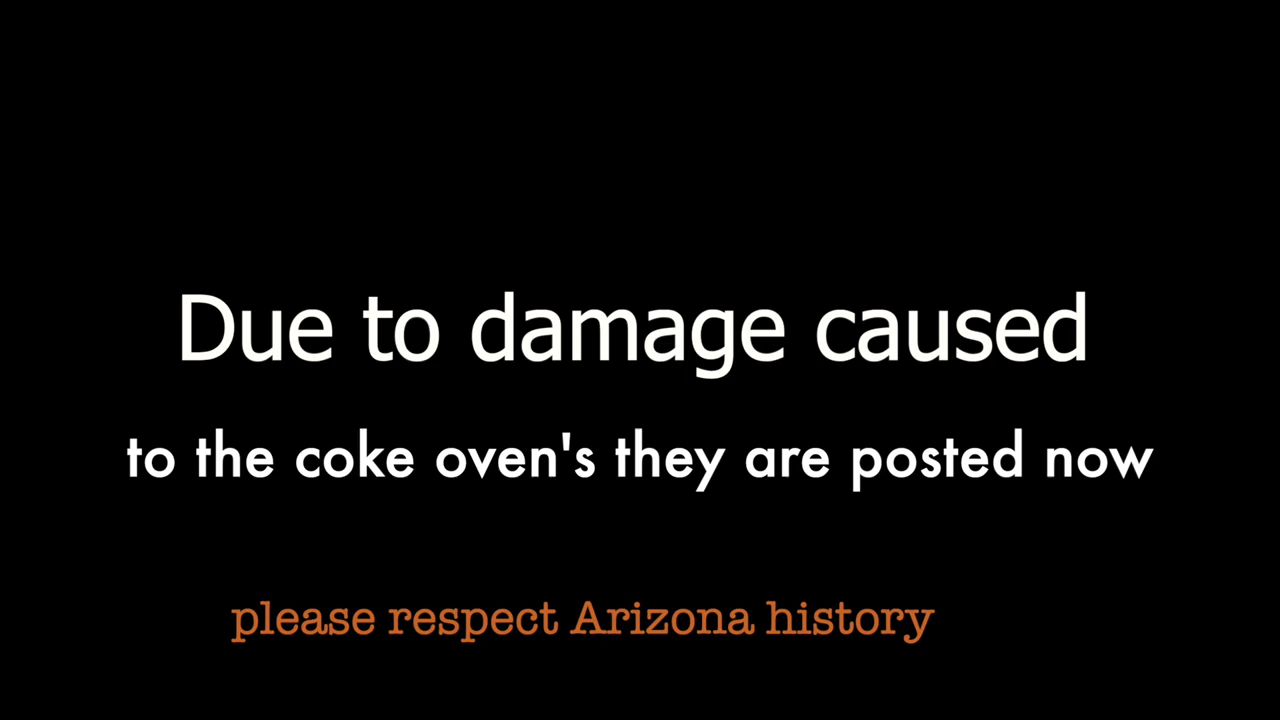 Due to damage caused
to the coke oven's they are posted now
please respect Arizona history